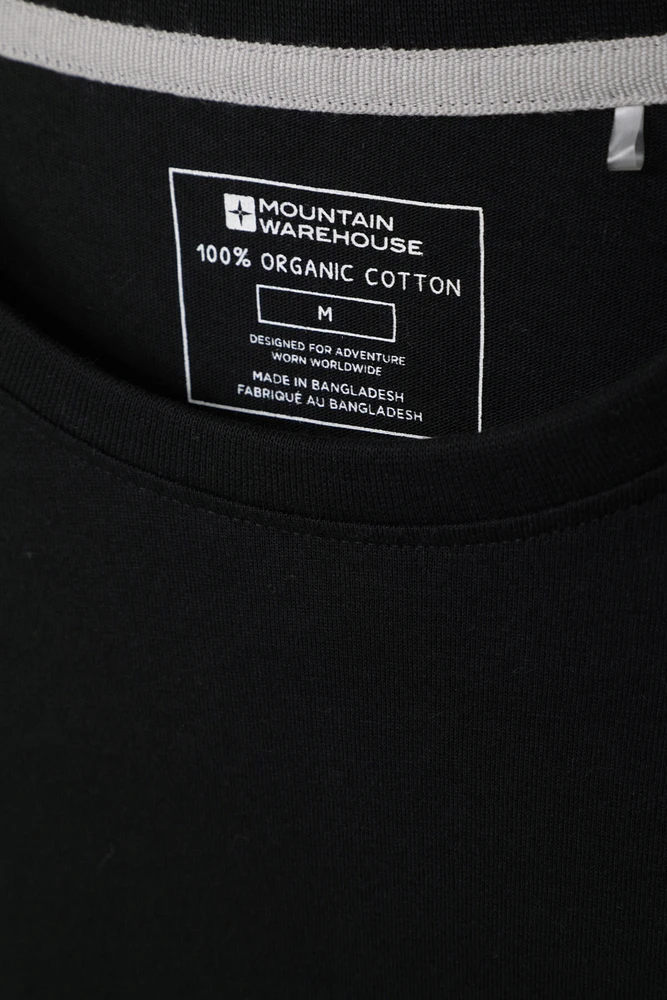 MOUNTAIN
WAREHOUSE
100% ORGANIC COTTON
M
DESIGNED FOR ADVENTURE
WORN WORLDWIDE
MADE IN BANGLADESH
FABRIQUÉ AU BANGLADESH